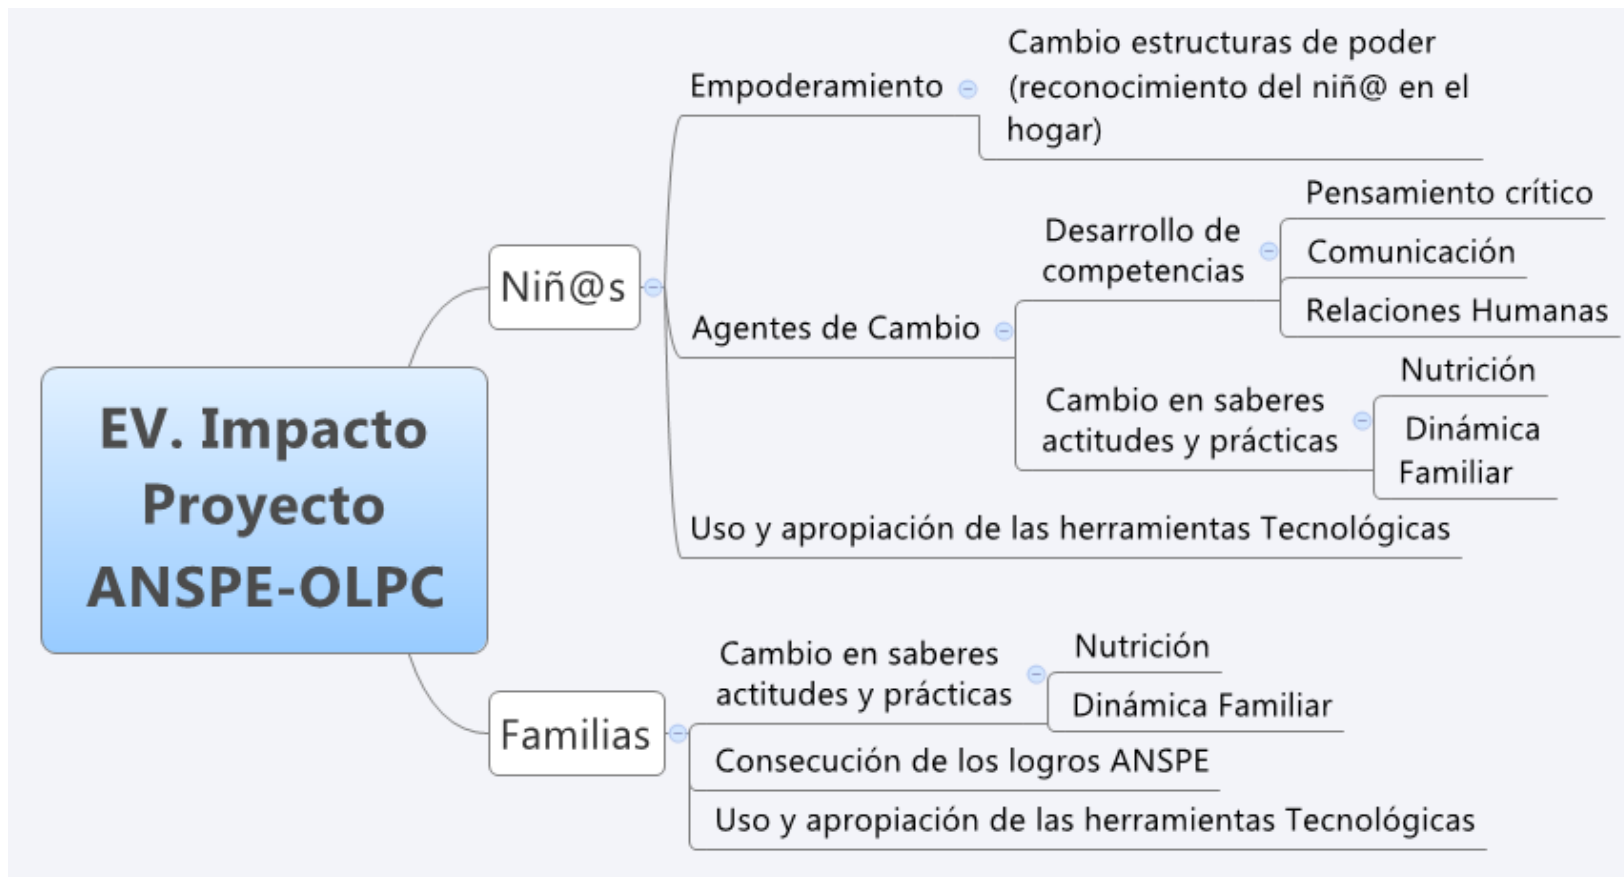 EV. Impacto
Proyecto
ANSPE-OLPC
Niñ@s
Empoderamiento
Cambio estructuras de poder
(reconocimiento del niñ@ en el
hogar)
Agentes de Cambio
Desarrollo de
competencias
Pensamiento crítico
Comunicación
Relaciones Humanas
Cambio en saberes
actitudes y prácticas
Nutrición
Dinámica
Familiar
Uso y apropiación de las herramientas Tecnológicas
Familias
Cambio en saberes
actitudes y prácticas
Nutrición
Dinámica Familiar
Consecución de los logros ANSPE
Uso y apropiación de las herramientas Tecnológicas